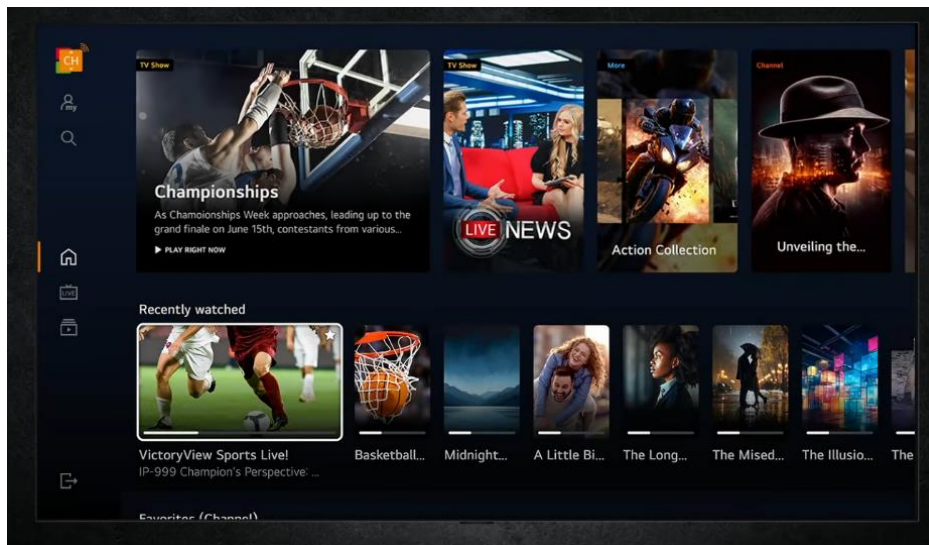 CH
my
LIVE
TV Show
Championships
As Chamoionships Week approaches, leading up to the
grand finale on June 15th, contestants from various...
PLAY RIGHT NOW
TV Show
LIVE NEWS
More
Action Collection
Channel
Unveiling the...
Recently watched
VictoryView Sports Live!
IP-999 Champion's Perspective: ...
Basketball...
Midnight...
A Little Bi...
The Long...
The Mised...
The Illusio...
The
Favorites (Channel)